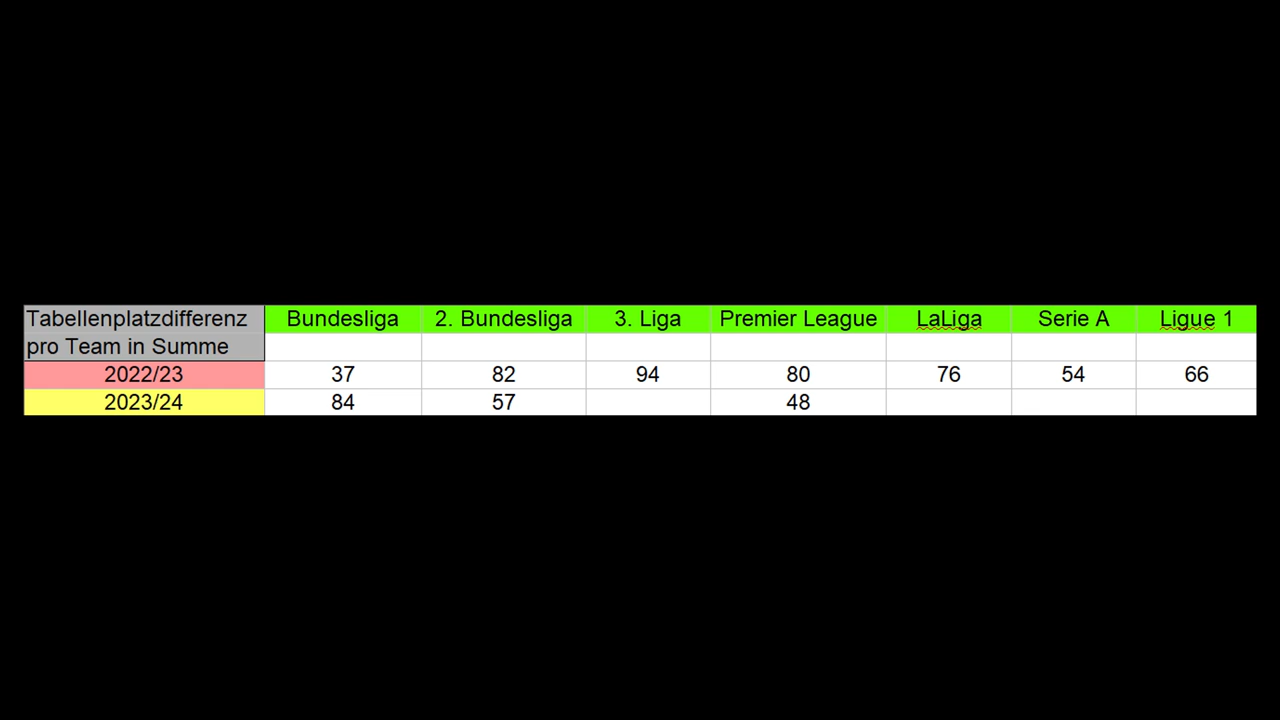 Tabellenplatzdifferenz Bundesliga 2. Bundesliga 3. Liga Premier League LaLiga Serie A Ligue 1
pro Team in Summe
2022/23 37 82 94 80 76 54 66
2023/24 84 57 48